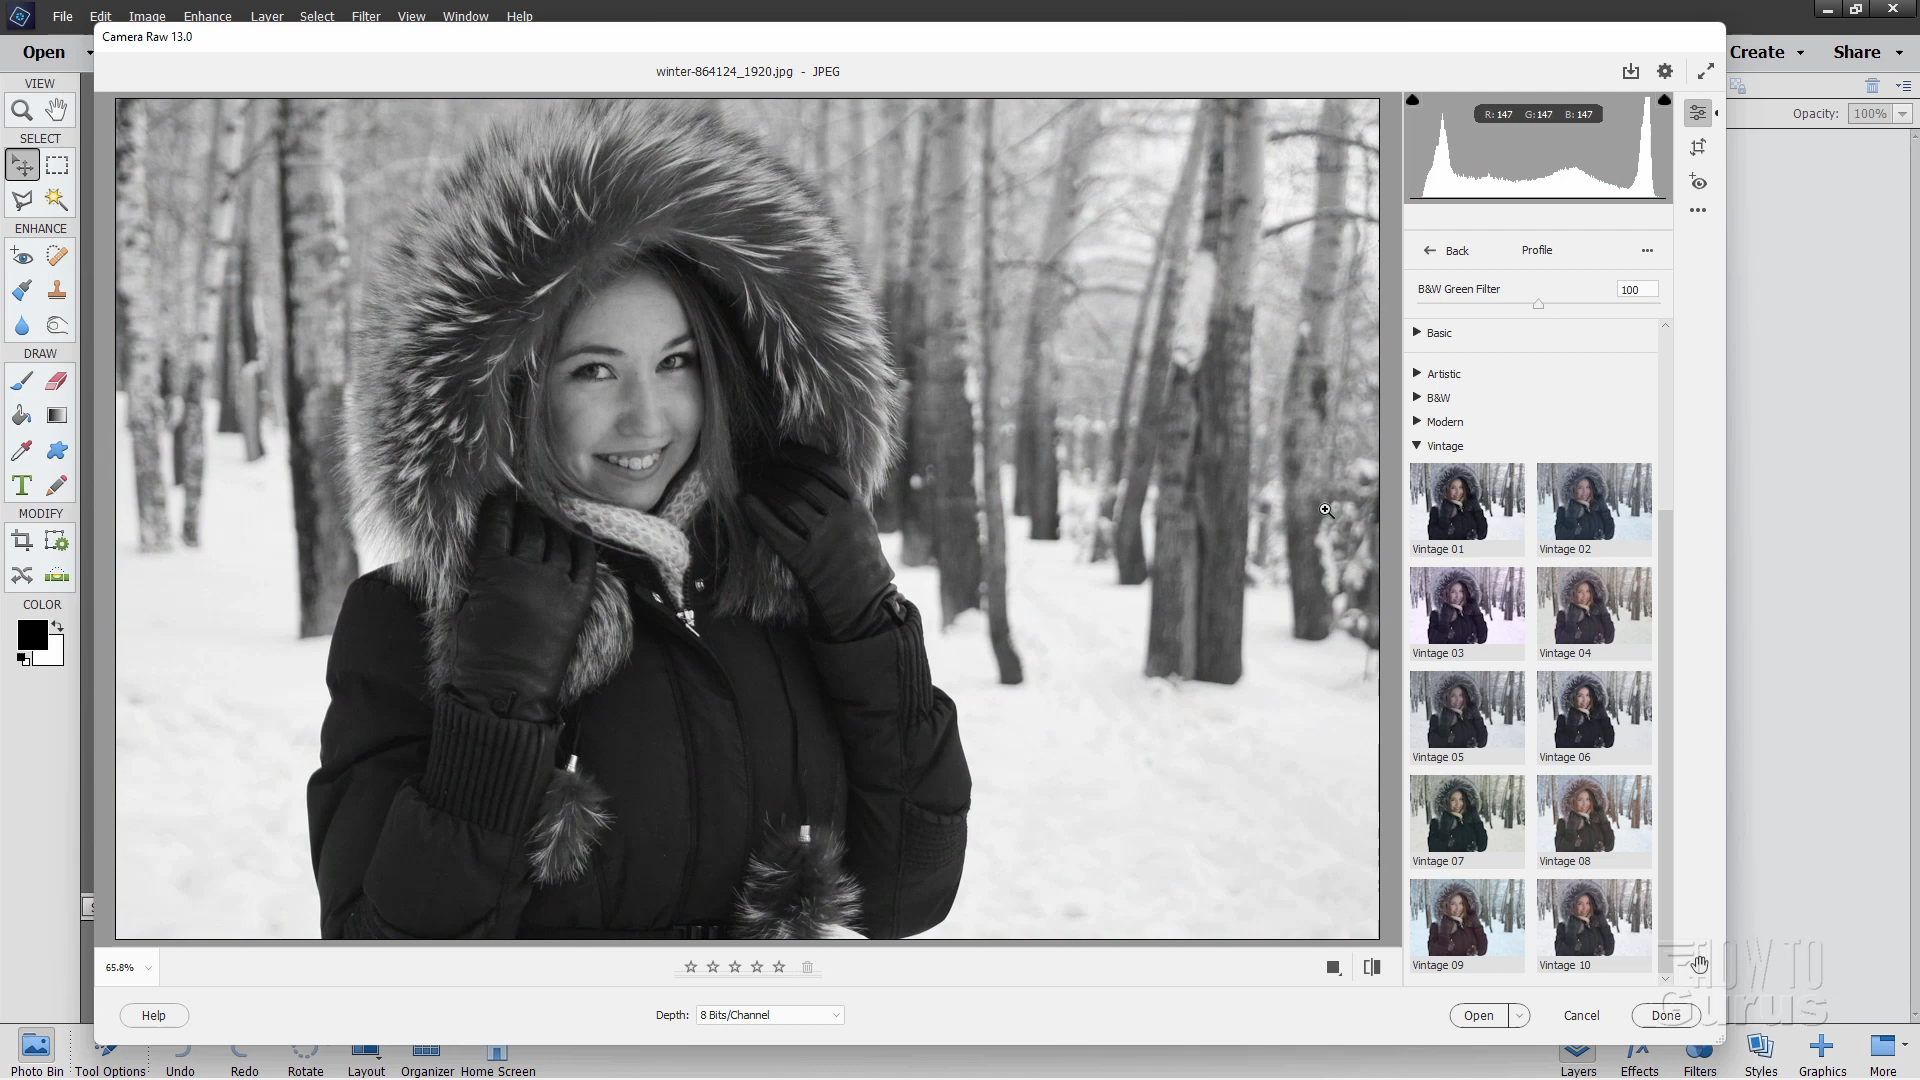 File Edit Image Enhance Layer Select Filter View Window Help
Camera Raw 13.0
Open
Create
Share
winter-864124_1920.jpg - JPEG
VIEW
SELECT
ENHANCE
DRAW
MODIFY
COLOR
R: 147 G: 147 B: 147
Opacity: 100%
Back
Profile
B&W Green Filter 100
Basic
Artistic
B&W
Modern
Vintage
Vintage 01 Vintage 02
Vintage 03 Vintage 04
Vintage 05 Vintage 06
Vintage 07 Vintage 08
Vintage 09 Vintage 10
65.8%
HOW TO
Gurus
Help
Depth: 8 Bits/Channel
Open
Cancel
Done
Photo Bin Tool Options Undo Redo Rotate Layout Organizer Home Screen
Layers Effects Filters Styles Graphics More